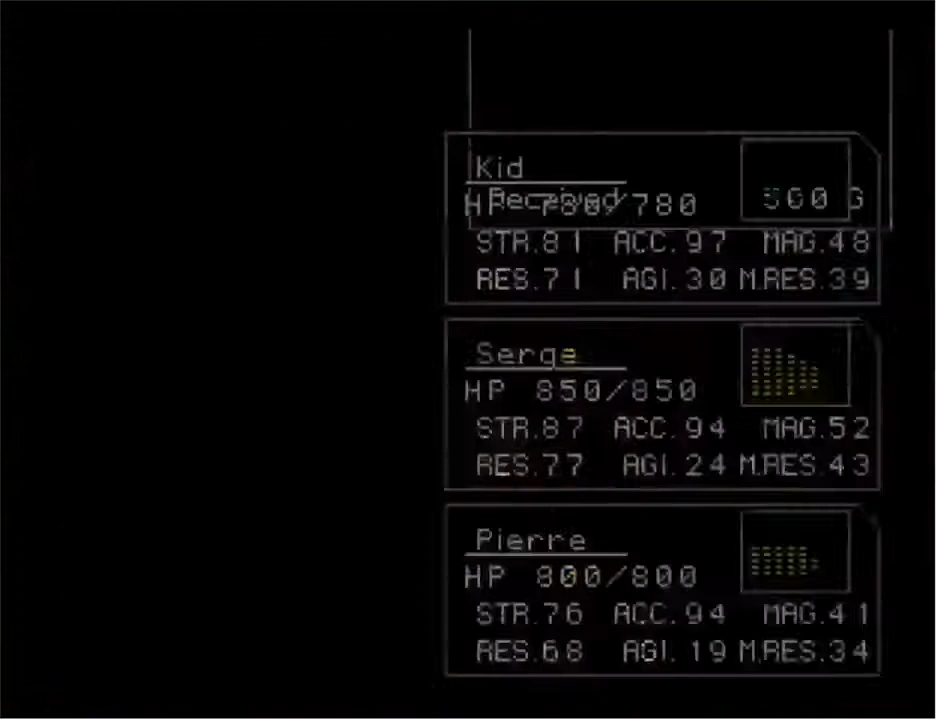 Kid
Received 560 G
HP 780/780
STR.81 ACC.97 MAG.48
RES.71 AGI.30 M.RES.39
Serge
HP 850/850
STR.87 ACC.94 MAG.52
RES.77 AGI.24 M.RES.43
Pierre
HP 800/800
STR.76 ACC.94 MAG.41
RES.68 AGI.19 M.RES.34